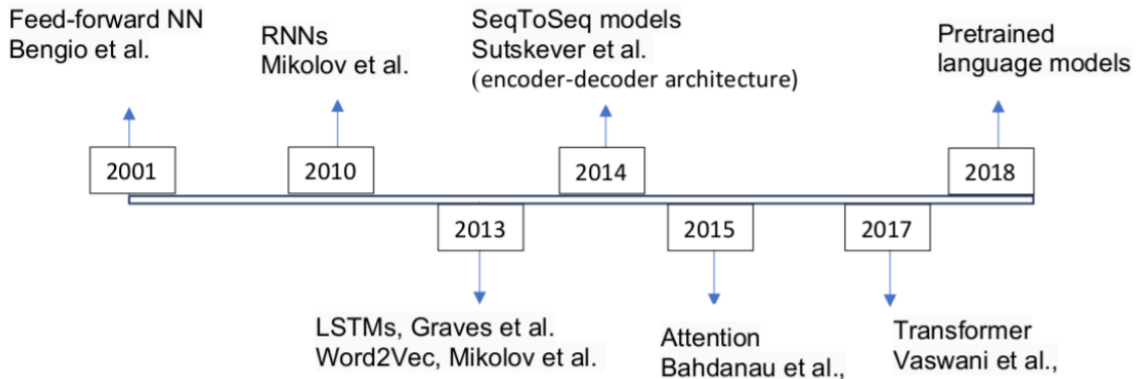 Feed-forward NN
Bengio et al.
RNNs
Mikolov et al.
SeqToSeq models
Sutskever et al.
(encoder-decoder architecture)
Pretrained
language models
2001
2010
2014
2018
2013
2015
2017
LSTMs, Graves et al.
Word2Vec, Mikolov et al.
Attention
Bahdanau et al.,
Transformer
Vaswani et al.,